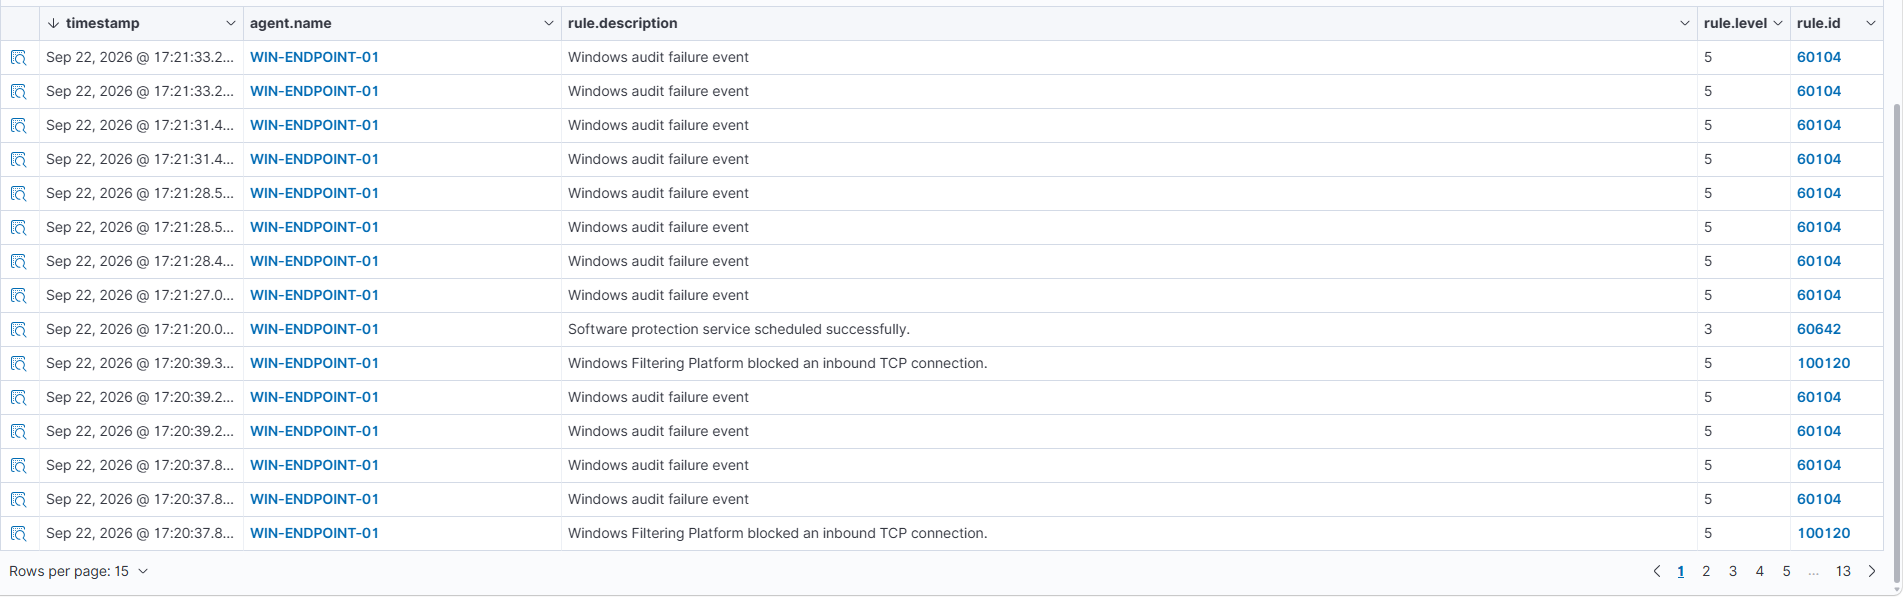 timestamp agent.name rule.description rule.level rule.id
Sep 22, 2026 @ 17:21:33.2... WIN-ENDPOINT-01 Windows audit failure event 5 60104
Sep 22, 2026 @ 17:21:33.2... WIN-ENDPOINT-01 Windows audit failure event 5 60104
Sep 22, 2026 @ 17:21:31.4... WIN-ENDPOINT-01 Windows audit failure event 5 60104
Sep 22, 2026 @ 17:21:31.4... WIN-ENDPOINT-01 Windows audit failure event 5 60104
Sep 22, 2026 @ 17:21:28.5... WIN-ENDPOINT-01 Windows audit failure event 5 60104
Sep 22, 2026 @ 17:21:28.5... WIN-ENDPOINT-01 Windows audit failure event 5 60104
Sep 22, 2026 @ 17:21:28.4... WIN-ENDPOINT-01 Windows audit failure event 5 60104
Sep 22, 2026 @ 17:21:27.0... WIN-ENDPOINT-01 Windows audit failure event 5 60104
Sep 22, 2026 @ 17:21:20.0... WIN-ENDPOINT-01 Software protection service scheduled successfully. 3 60642
Sep 22, 2026 @ 17:20:39.3... WIN-ENDPOINT-01 Windows Filtering Platform blocked an inbound TCP connection. 5 100120
Sep 22, 2026 @ 17:20:39.2... WIN-ENDPOINT-01 Windows audit failure event 5 60104
Sep 22, 2026 @ 17:20:39.2... WIN-ENDPOINT-01 Windows audit failure event 5 60104
Sep 22, 2026 @ 17:20:37.8... WIN-ENDPOINT-01 Windows audit failure event 5 60104
Sep 22, 2026 @ 17:20:37.8... WIN-ENDPOINT-01 Windows audit failure event 5 60104
Sep 22, 2026 @ 17:20:37.8... WIN-ENDPOINT-01 Windows Filtering Platform blocked an inbound TCP connection. 5 100120
Rows per page: 15 1 2 3 4 5 ... 13